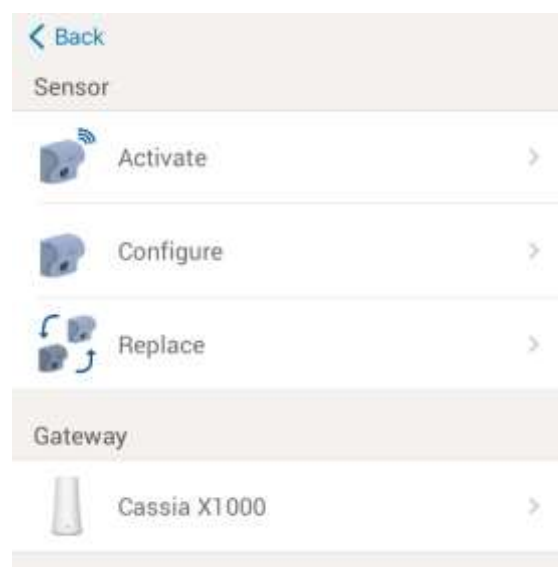 Back
Sensor
Activate
Configure
Replace
Gateway
Cassia X1000